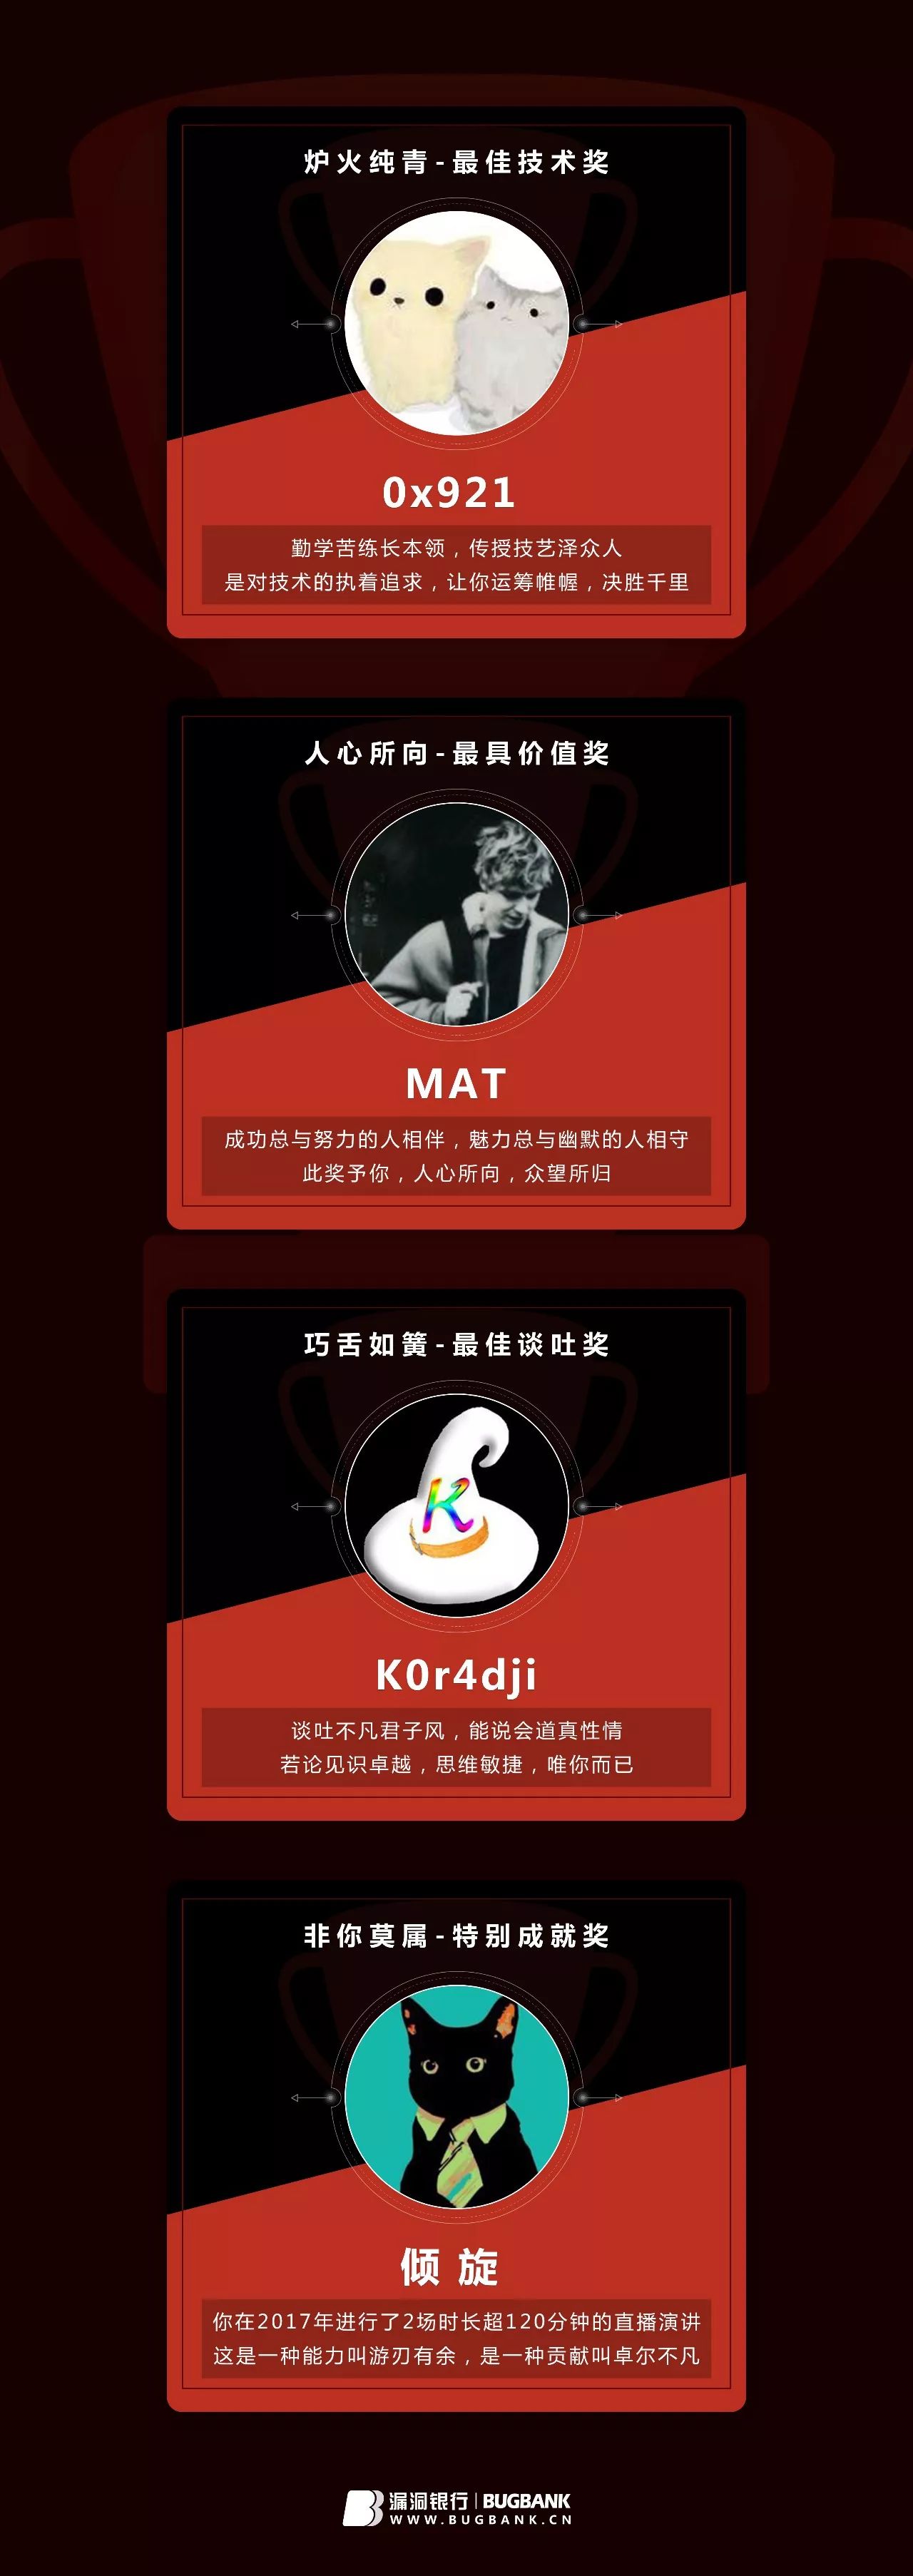 炉火纯青-最佳技术奖
0x921
勤学苦练长本领，传授技艺泽众人
是对技术的执着追求，让你运筹帷幄，决胜千里
人心所向-最具价值奖
MAT
成功总与努力的人相伴，魅力总与幽默的人相守
此奖予你，人心所向，众望所归
巧舌如簧-最佳谈吐奖
K
K0r4dji
谈吐不凡君子风，能说会道真性情
若论见识卓越，思维敏捷，唯你而已
非你莫属-特别成就奖
倾旋
你在2017年进行了2场时长超120分钟的直播演讲
这是一种能力叫游刃有余，是一种贡献叫卓尔不凡
漏洞银行|BUGBANK
WWW.BUGBANK.CN